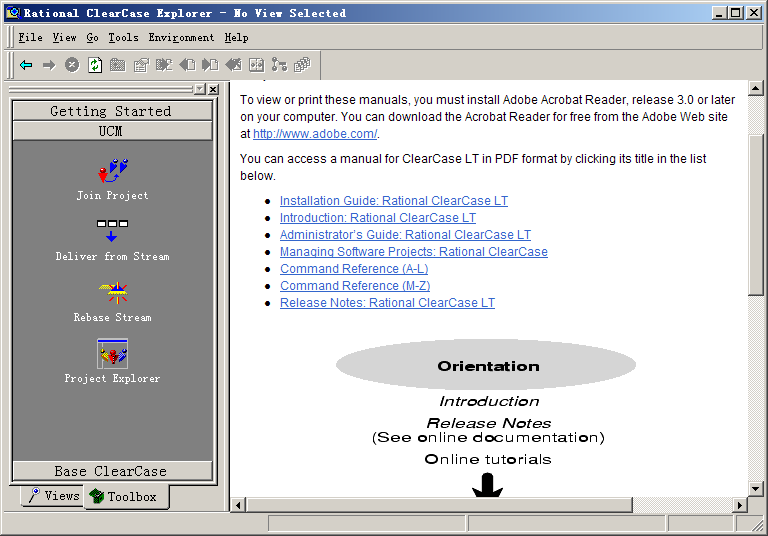 Rational ClearCase Explorer - No View Selected
File View Go Tools Environment Help
Getting Started
UCM
Join Project
Deliver from Stream
Rebase Stream
Project Explorer
Base ClearCase
Views Toolbox
To view or print these manuals, you must install Adobe Acrobat Reader, release 3.0 or later
on your computer. You can download the Acrobat Reader for free from the Adobe Web site
at http://www.adobe.com/.
You can access a manual for ClearCase LT in PDF format by clicking its title in the list
below.
• Installation Guide: Rational ClearCase LT
• Introduction: Rational ClearCase LT
• Administrator's Guide: Rational ClearCase LT
• Managing Software Projects: Rational ClearCase
• Command Reference (A-L)
• Command Reference (M-Z)
• Release Notes: Rational ClearCase LT
Orientation
Introduction
Release Notes
(See online documentation)
Online tutorials